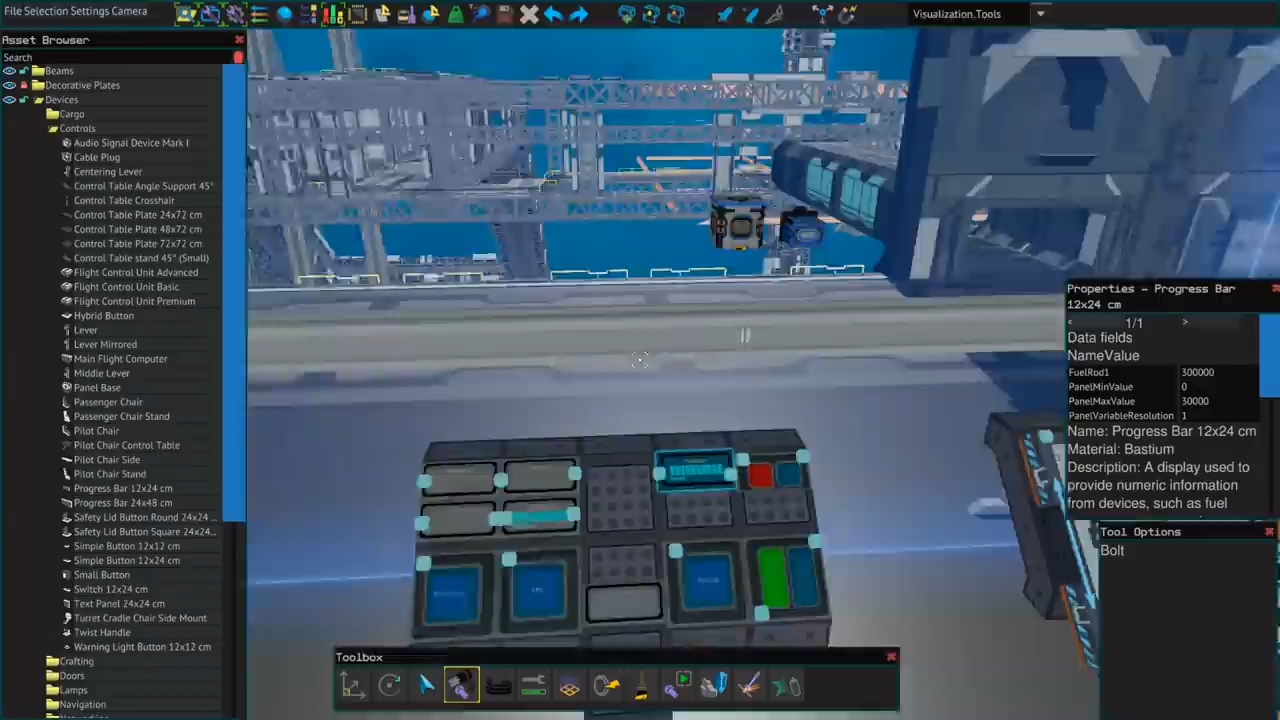 File Selection Settings Camera
Visualization Tools
Asset Browser
Search
Beams
Decorative Plates
Devices
Cargo
Controls
Audio Signal Device Mark I
Cable Plug
Centering Lever
Control Table Angle Support 45°
Control Table Crosshair
Control Table Plate 24x72 cm
Control Table Plate 48x72 cm
Control Table Plate 72x72 cm
Control Table stand 45° (Small)
Flight Control Unit Advanced
Flight Control Unit Basic
Flight Control Unit Premium
Hybrid Button
Lever
Lever Mirrored
Main Flight Computer
Middle Lever
Panel Base
Passenger Chair
Passenger Chair Stand
Pilot Chair
Pilot Chair Control Table
Pilot Chair Side
Pilot Chair Stand
Progress Bar 12x24 cm
Progress Bar 24x48 cm
Safety Lid Button Round 24x24 ...
Safety Lid Button Square 24x24...
Simple Button 12x12 cm
Simple Button 12x24 cm
Small Button
Switch 12x24 cm
Text Panel 24x24 cm
Turret Cradle Chair Side Mount
Twist Handle
Warning Light Button 12x12 cm
Crafting
Doors
Lamps
Navigation
Properties - Progress Bar
12x24 cm
< 1/1 >
Data fields
NameValue
FuelRod1 300000
PanelMinValue 0
PanelMaxValue 30000
PanelVariableResolution 1
Name: Progress Bar 12x24 cm
Material: Bastium
Description: A display used to
provide numeric information
from devices, such as fuel
Tool Options
Bolt
Toolbox